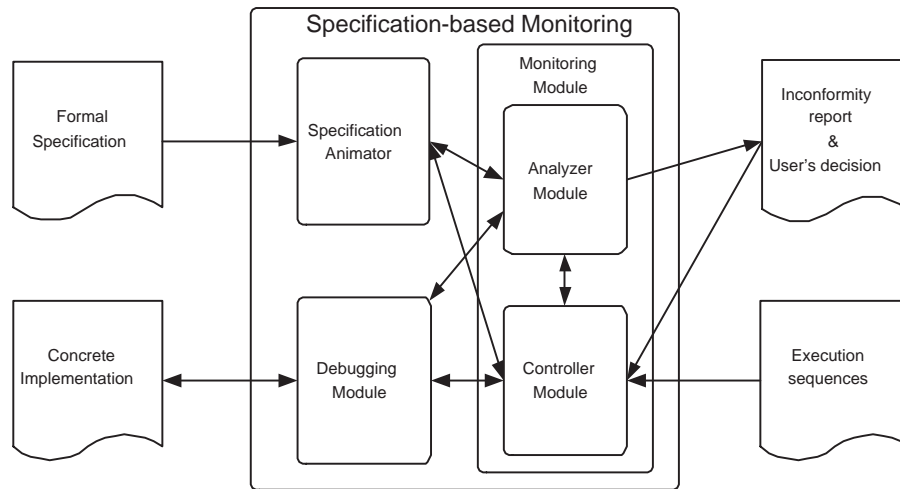 Specification-based Monitoring
Formal
Specification
Specification
Animator
Monitoring
Module
Analyzer
Module
Inconformity
report
&
User's decision
Concrete
Implementation
Debugging
Module
Controller
Module
Execution
sequences